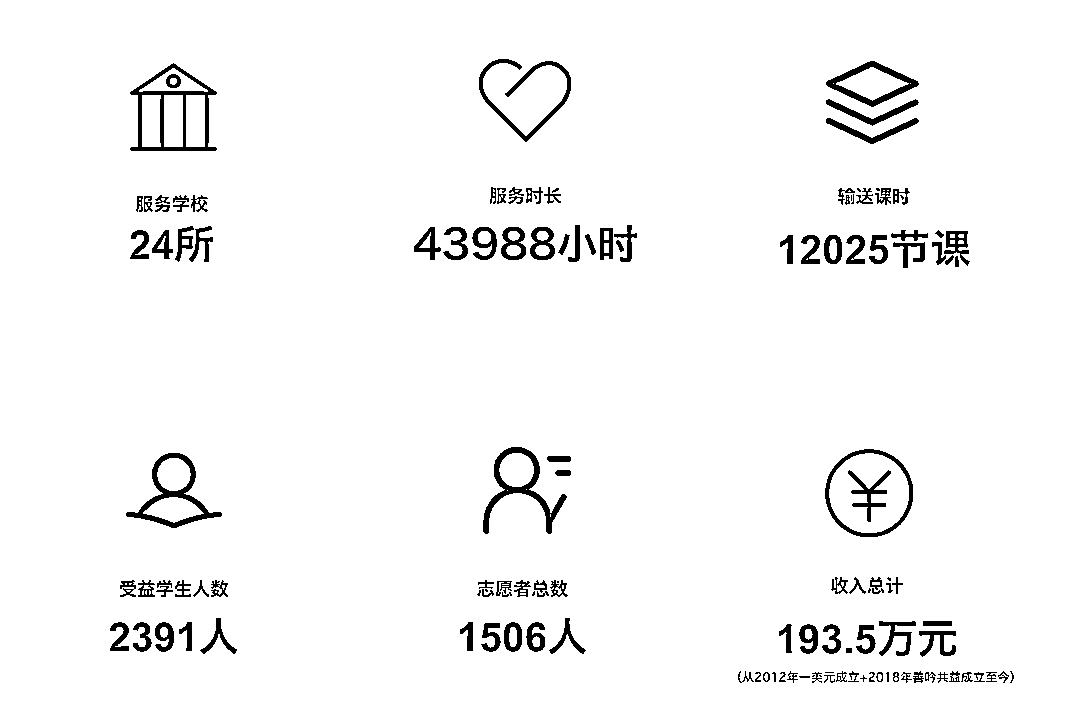 服务学校
24所
服务时长
43988小时
输送课时
12025节课
受益学生人数
2391人
志愿者总数
1506人
收入总计
193.5万元
(从2012年一美元成立+2018年善吟共益成立至今)